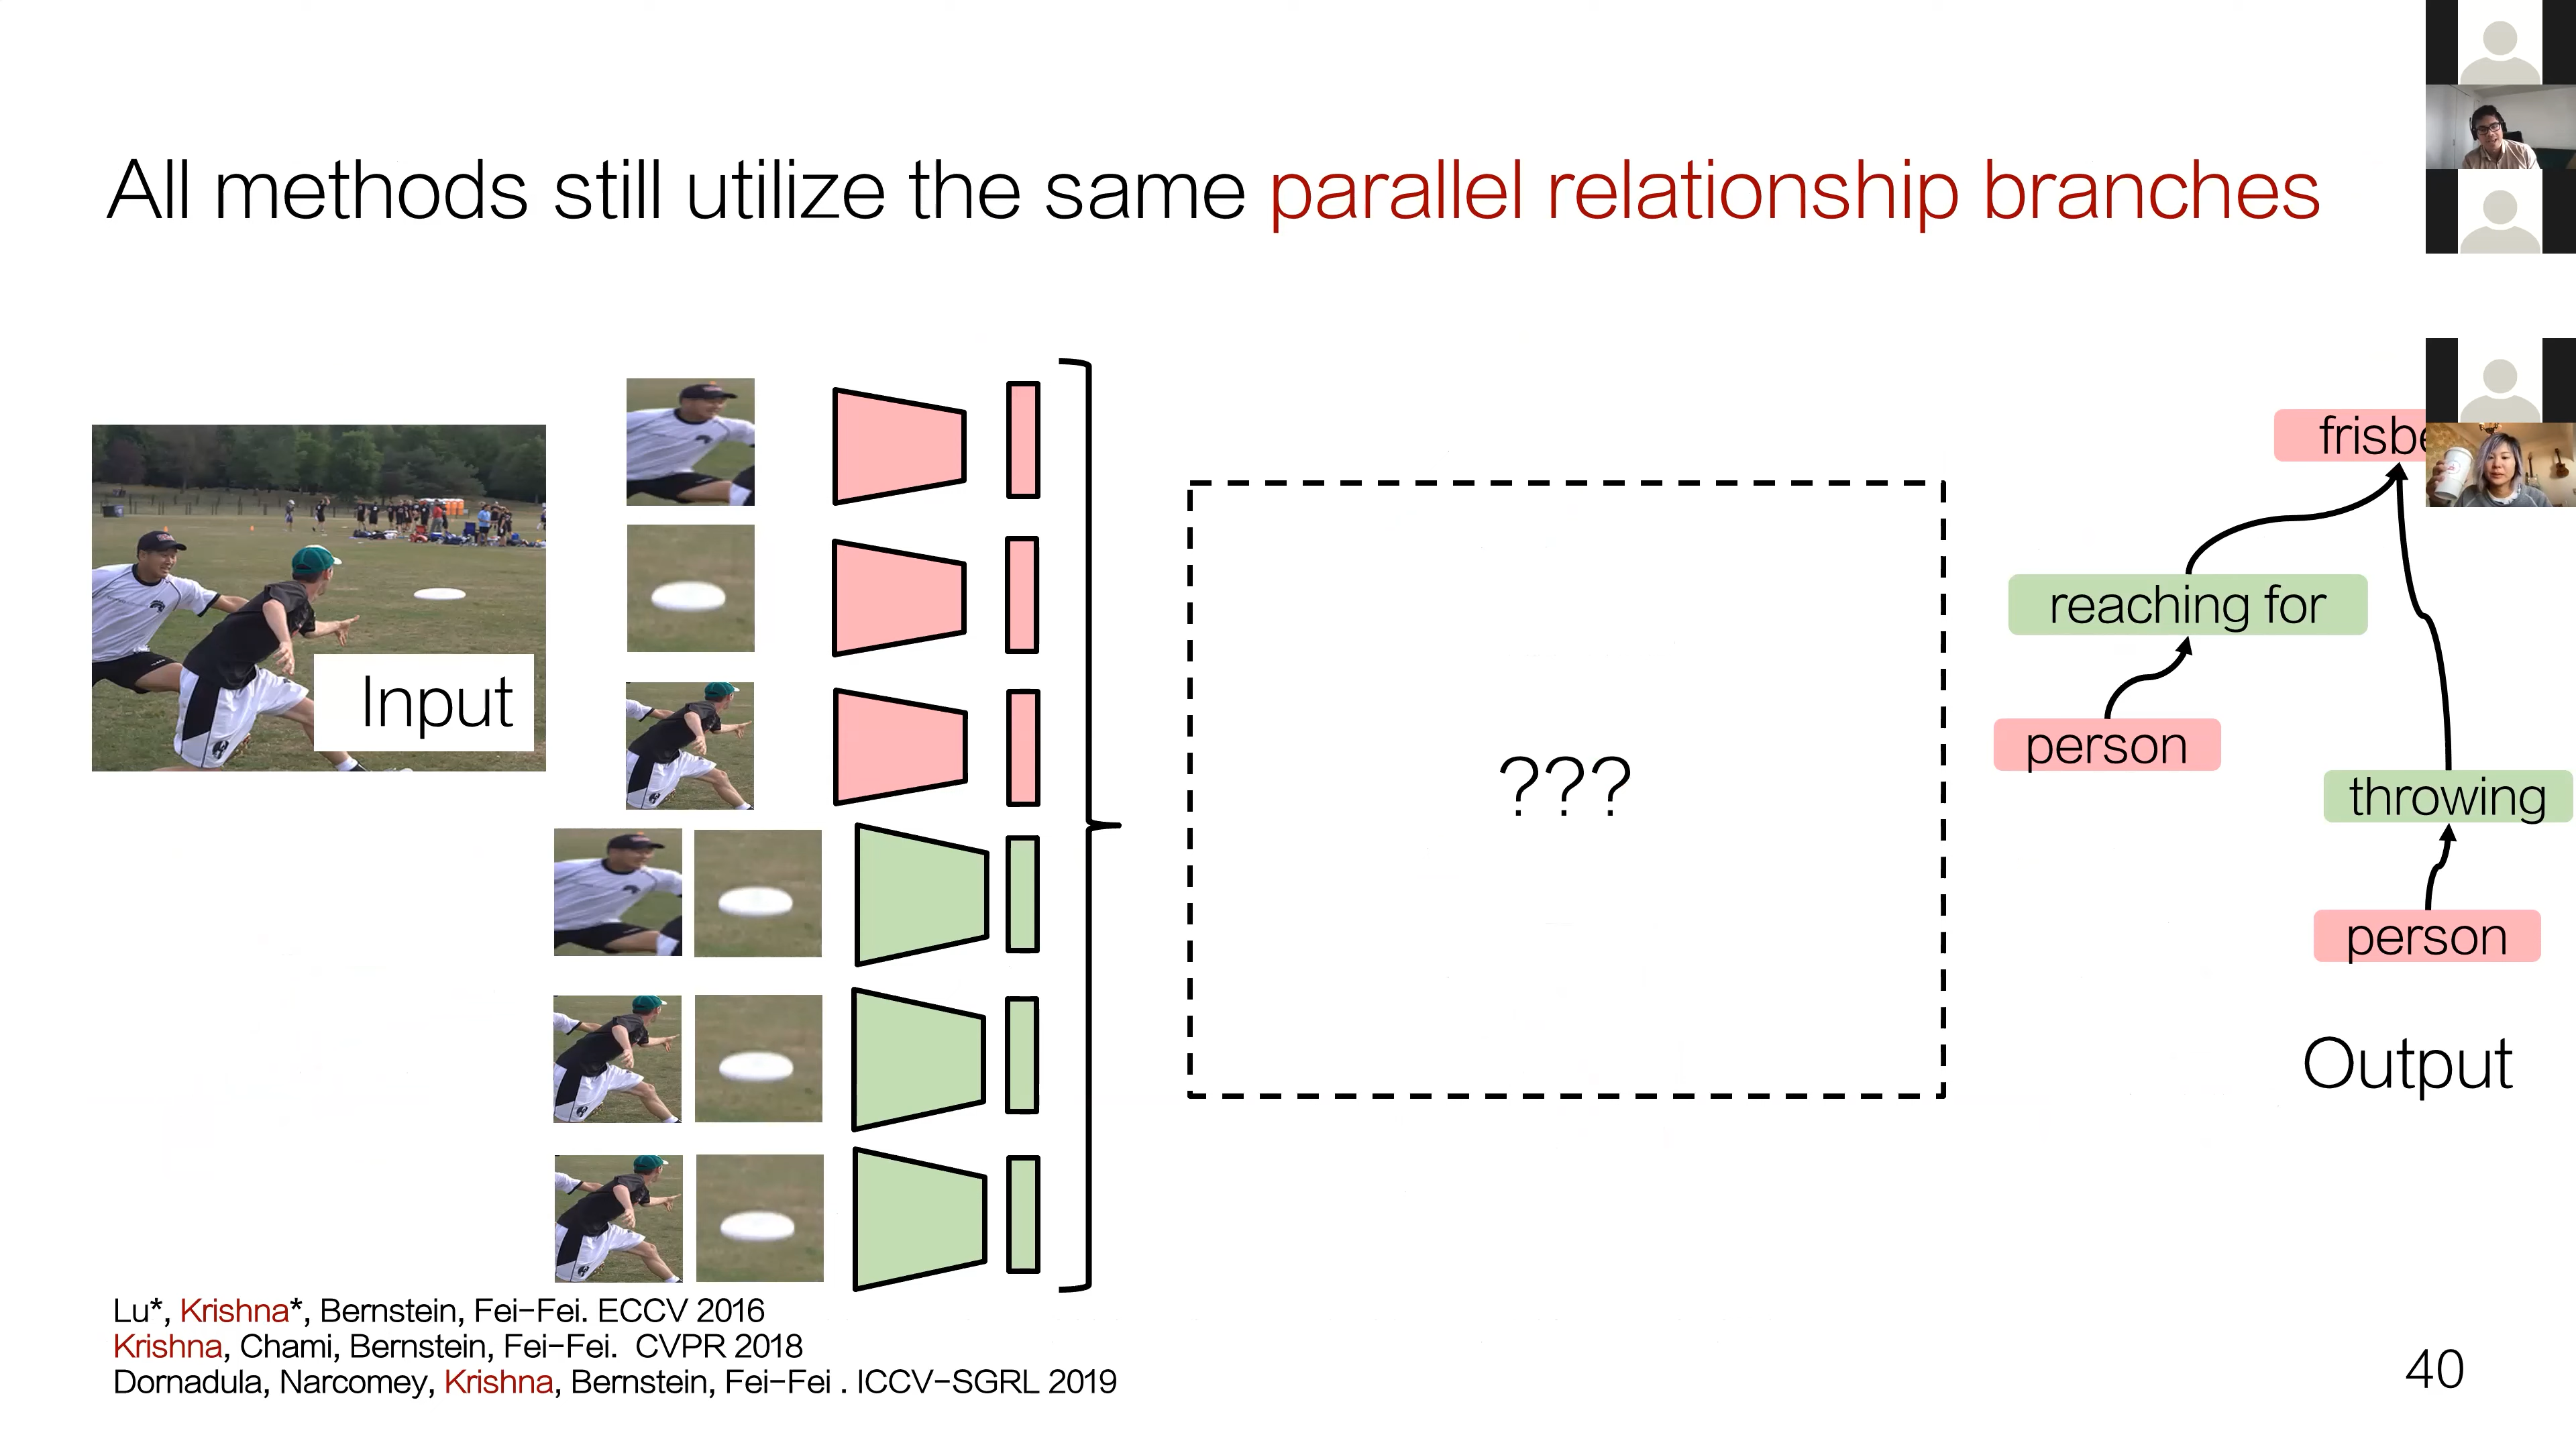 All methods still utilize the same parallel relationship branches
Input
???
frisbe
reaching for
person
throwing
person
Output
Lu*, Krishna*, Bernstein, Fei-Fei. ECCV 2016
Krishna, Chami, Bernstein, Fei-Fei. CVPR 2018
Dornadula, Narcomey, Krishna, Bernstein, Fei-Fei . ICCV-SGRL 2019
40